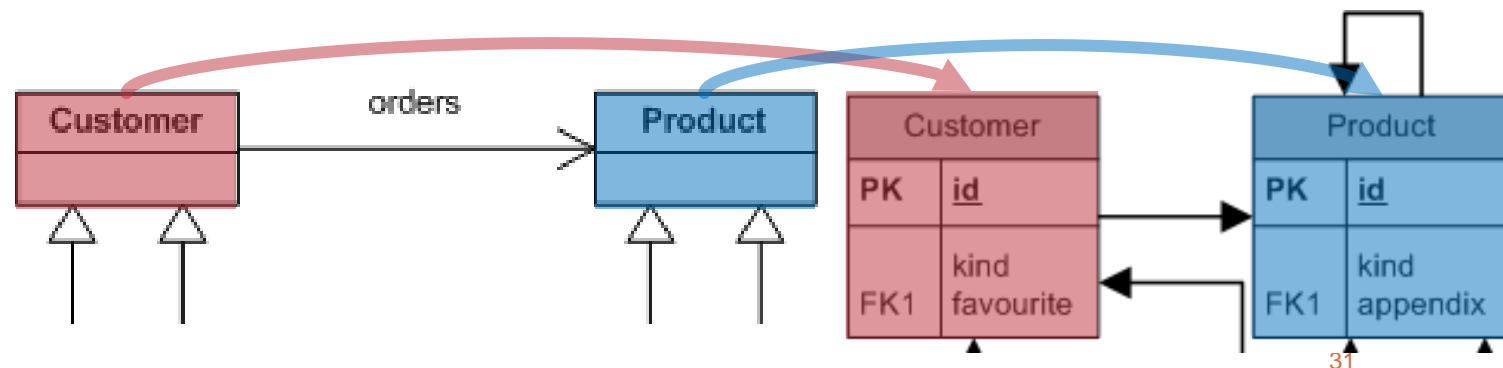 Customer
orders
Product
Customer
PK id
kind
FK1 favourite
Product
PK id
kind
FK1 appendix
31